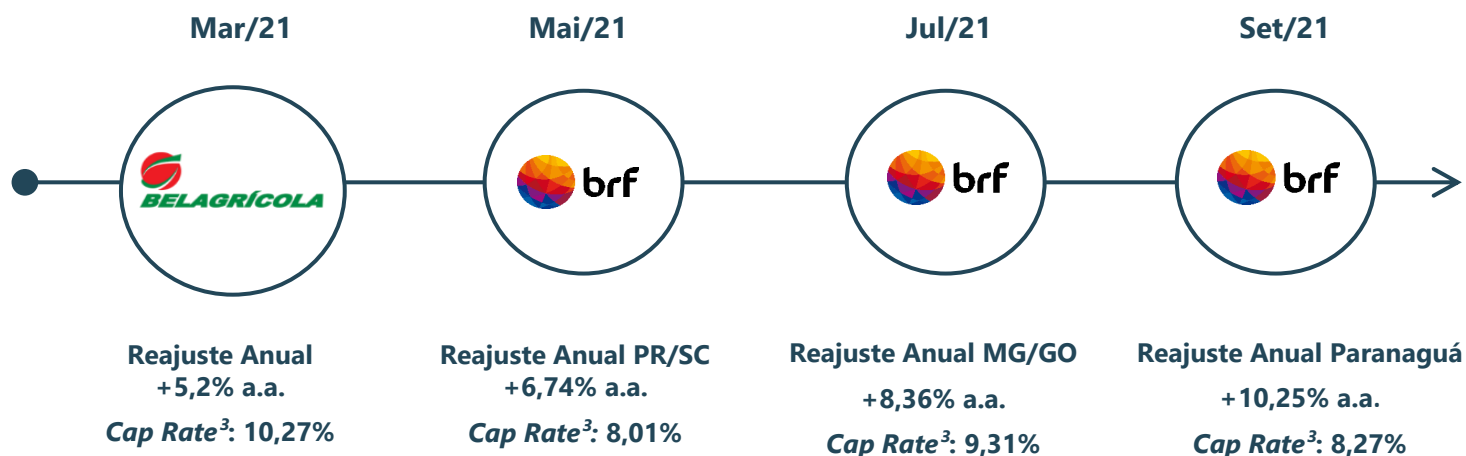 Mar/21
Mai/21
Jul/21
Set/21
BELAGRÍCOLA
brf
brf
brf
Reajuste Anual
+5,2% a.a.
Cap Rate³: 10,27%
Reajuste Anual PR/SC
+6,74% a.a.
Cap Rate³: 8,01%
Reajuste Anual MG/GO
+8,36% a.a.
Cap Rate³: 9,31%
Reajuste Anual Paranaguá
+10,25% a.a.
Cap Rate³: 8,27%